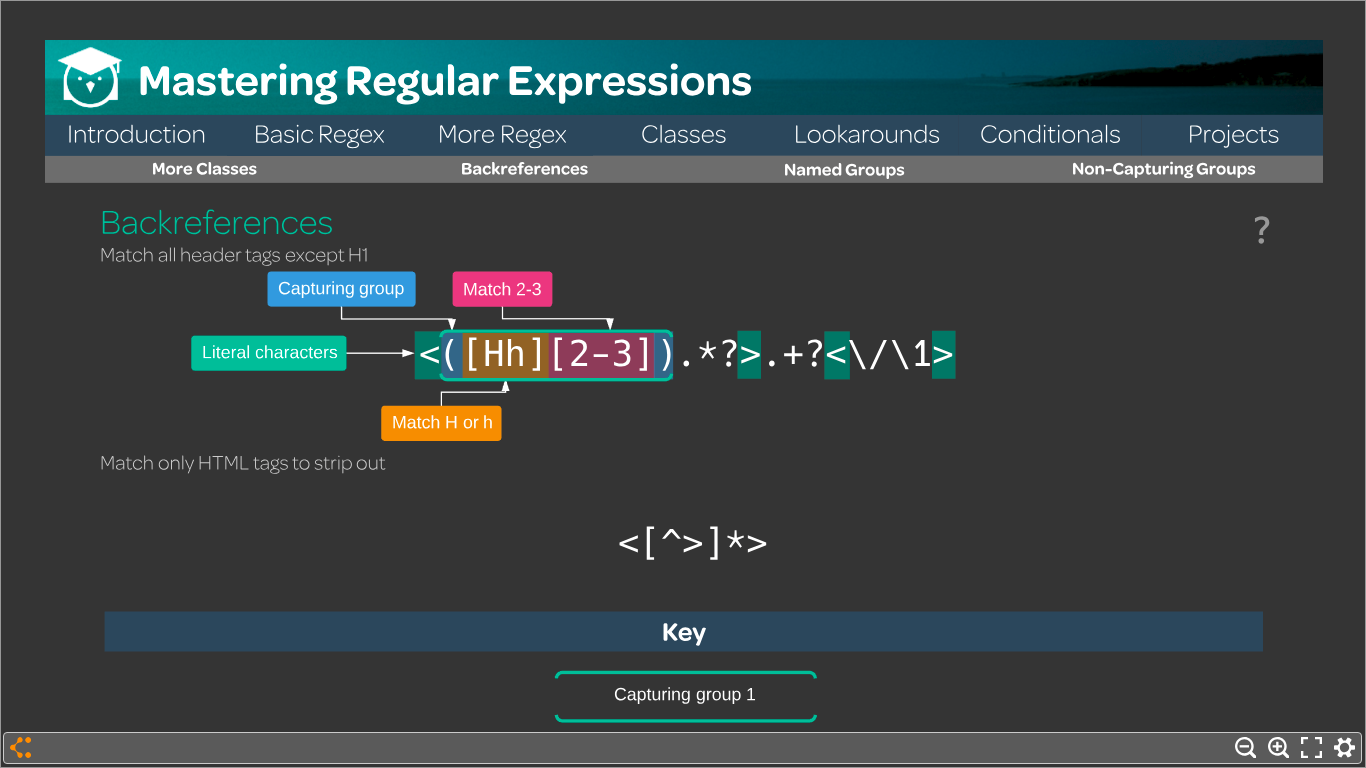 Mastering Regular Expressions
Introduction Basic Regex More Regex Classes Lookarounds Conditionals Projects
More Classes Backreferences Named Groups Non-Capturing Groups
Backreferences
?
Match all header tags except H1
Capturing group Match 2-3
Literal characters <([Hh][2-3]).*?>.+?<\/\1>
Match H or h
Match only HTML tags to strip out
<[^>]*>
Key
Capturing group 1